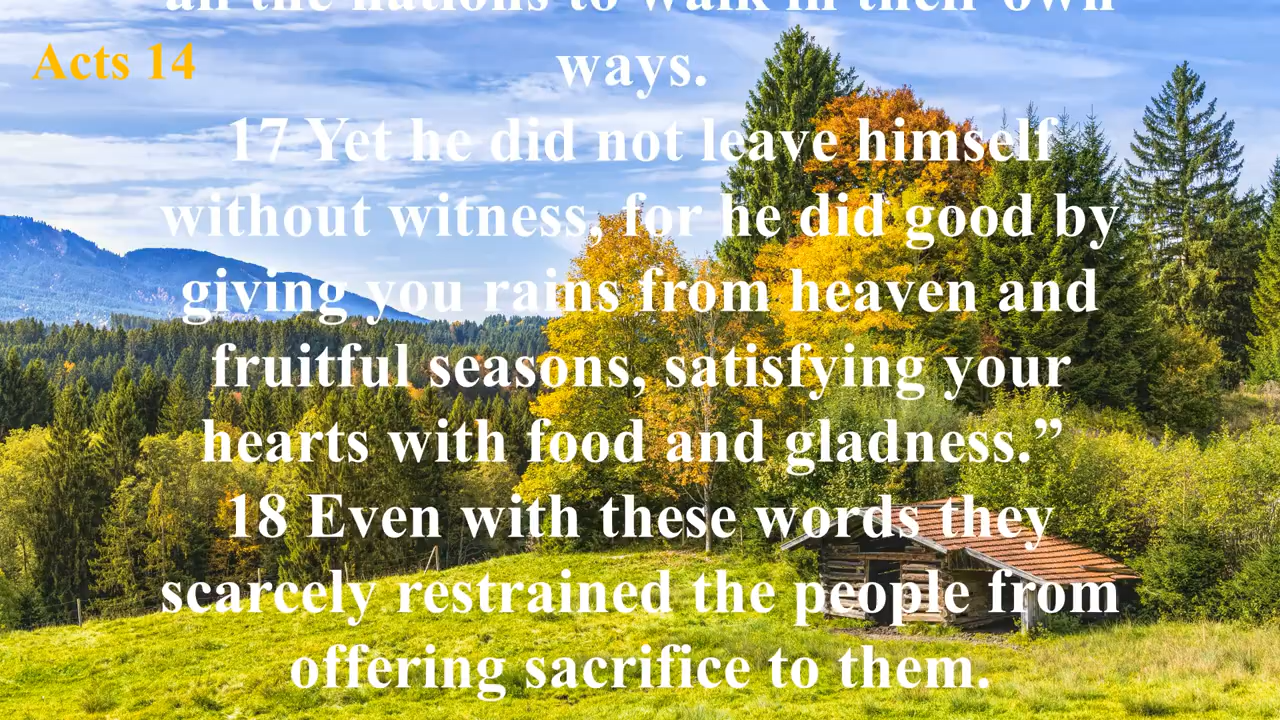 all the nations to walk in their own
Acts 14
ways.
17 Yet he did not leave himself
without witness, for he did good by
giving you rains from heaven and
fruitful seasons, satisfying your
hearts with food and gladness.”
18 Even with these words they
scarcely restrained the people from
offering sacrifice to them.